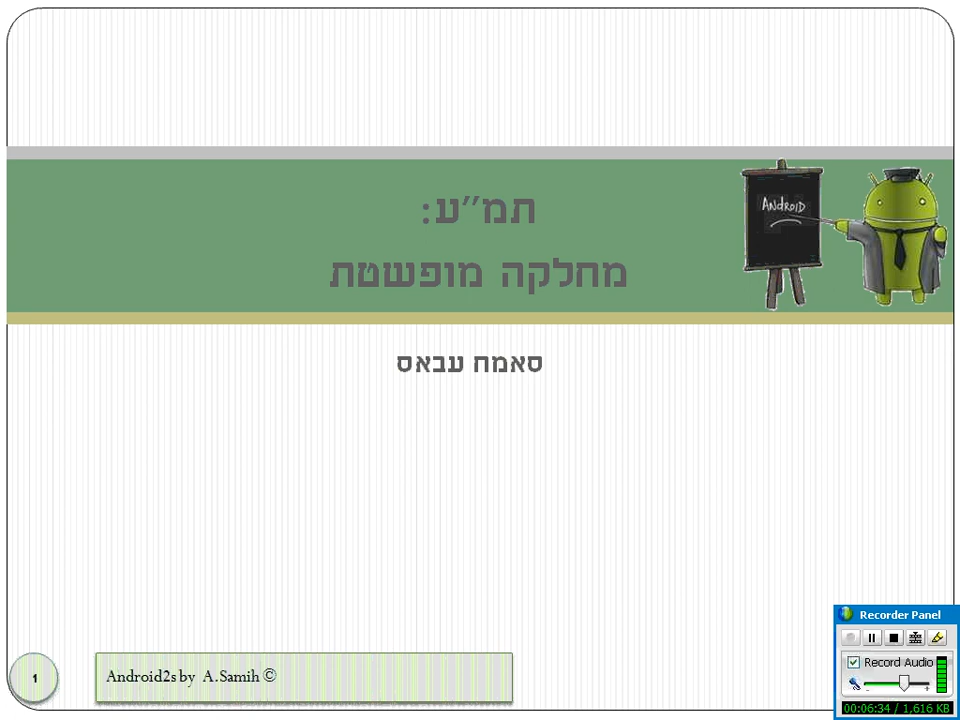 תמ"ע:
מחלקה מופשטת
ANDROID
סאמח עבאס
1
Android2s by A.Samih ©
Recorder Panel
Record Audio
- +
00:06:34 / 1,616 KB